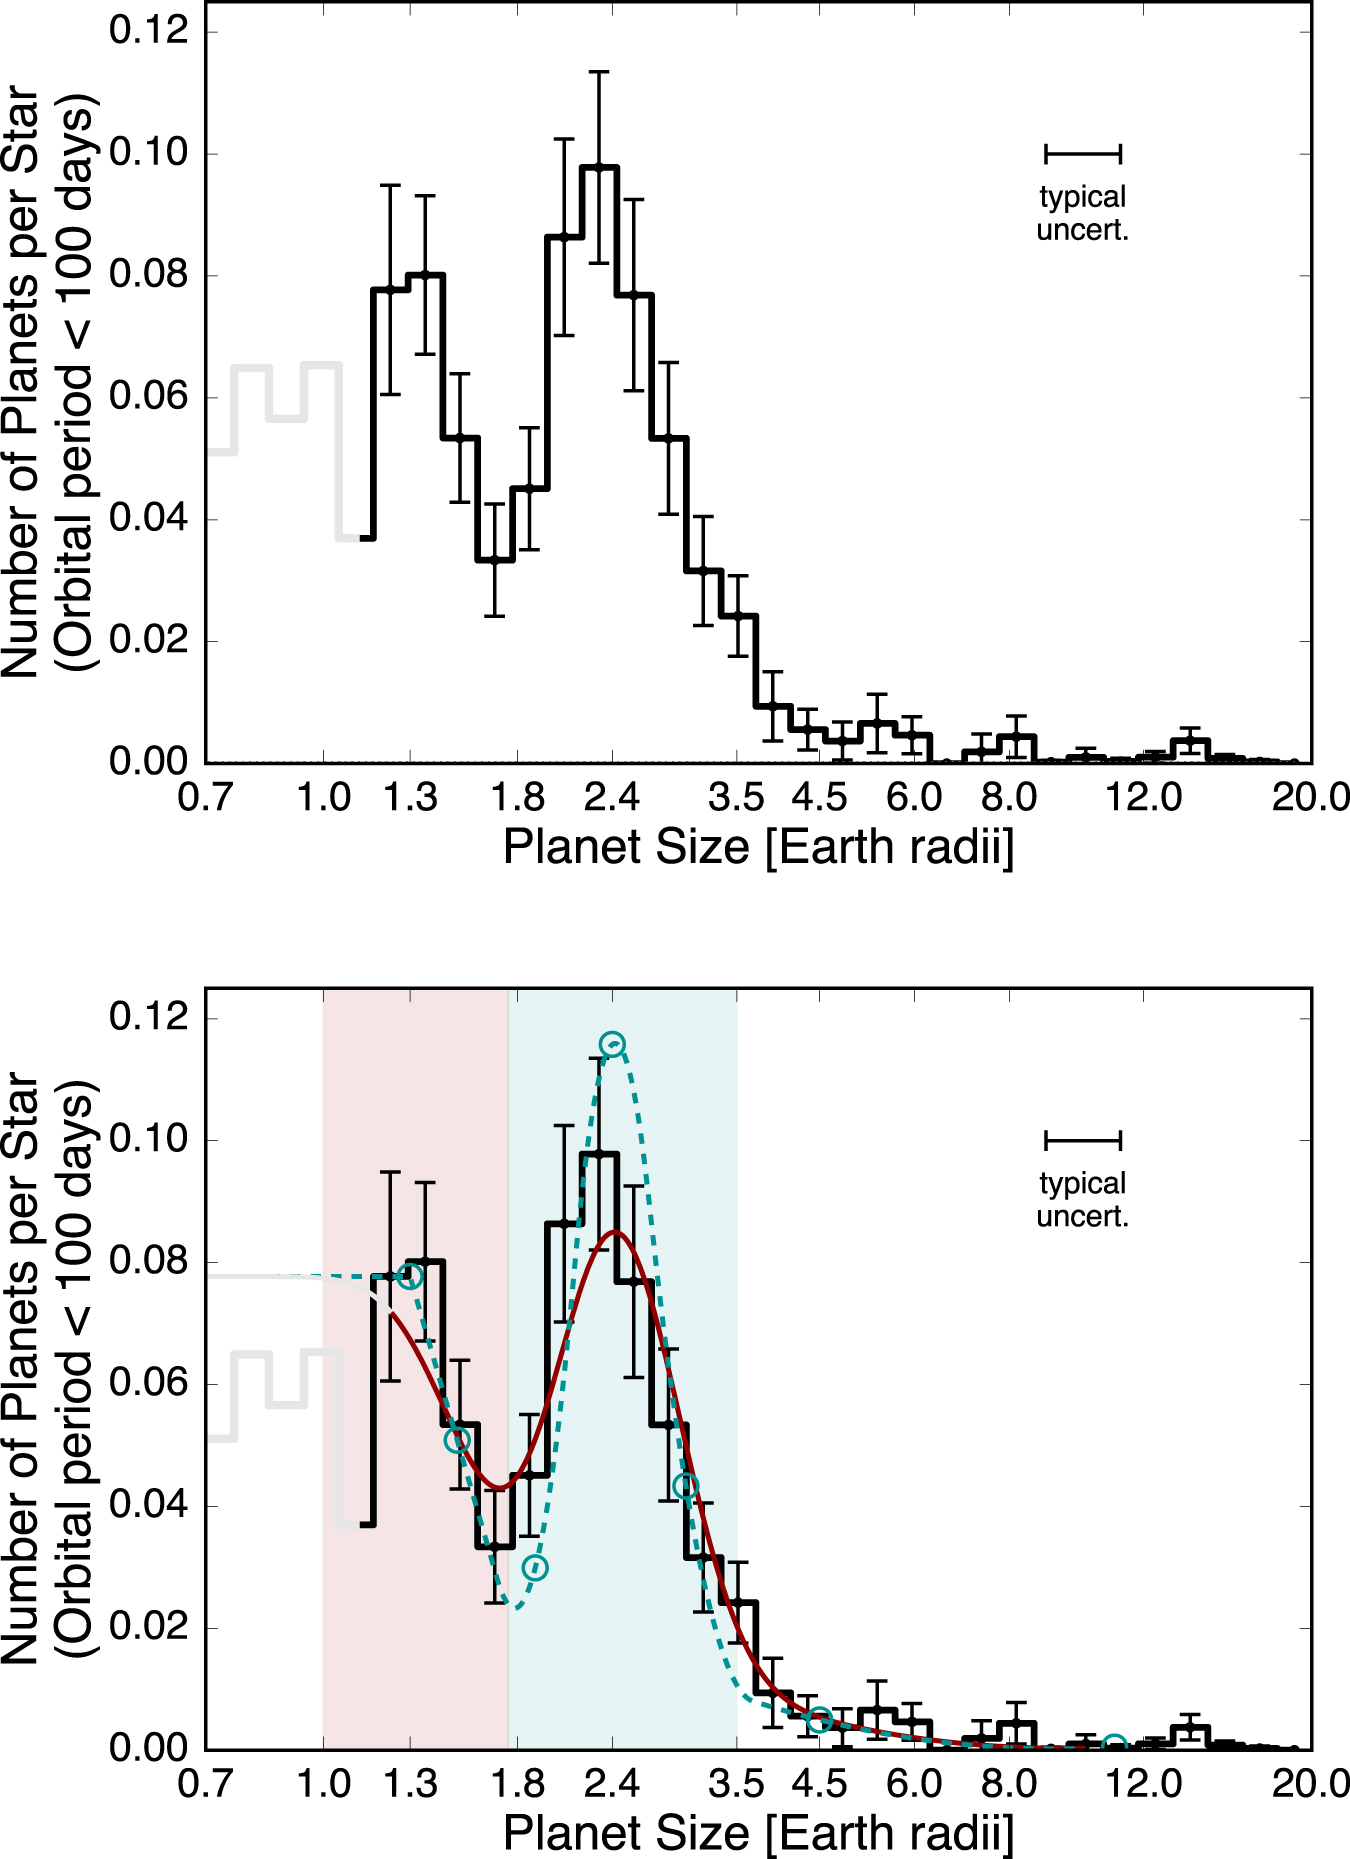 0.12
0.10
0.08
0.06
0.04
0.02
0.00
Number of Planets per Star
(Orbital period < 100 days)
typical
uncert.
0.7 1.0 1.3 1.8 2.4 3.5 4.5 6.0 8.0 12.0 20.0
Planet Size [Earth radii]
0.12
0.10
0.08
0.06
0.04
0.02
0.00
Number of Planets per Star
(Orbital period < 100 days)
typical
uncert.
0.7 1.0 1.3 1.8 2.4 3.5 4.5 6.0 8.0 12.0 20.0
Planet Size [Earth radii]